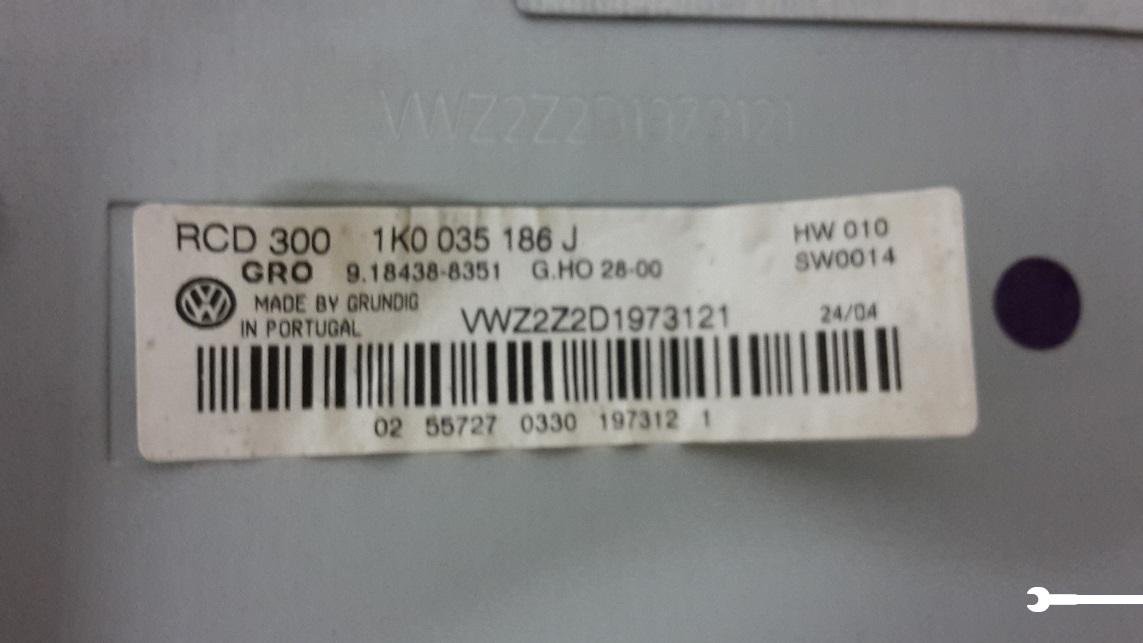 VWZ2Z2D1973121
RCD 300 1K0 035 186 J HW 010
GRO 9.18438-8351 G.HO 28-00 SW0014
MADE BY GRUNDIG
IN PORTUGAL VWZ2Z2D1973121 24/04
02 55727 0330 197312 1